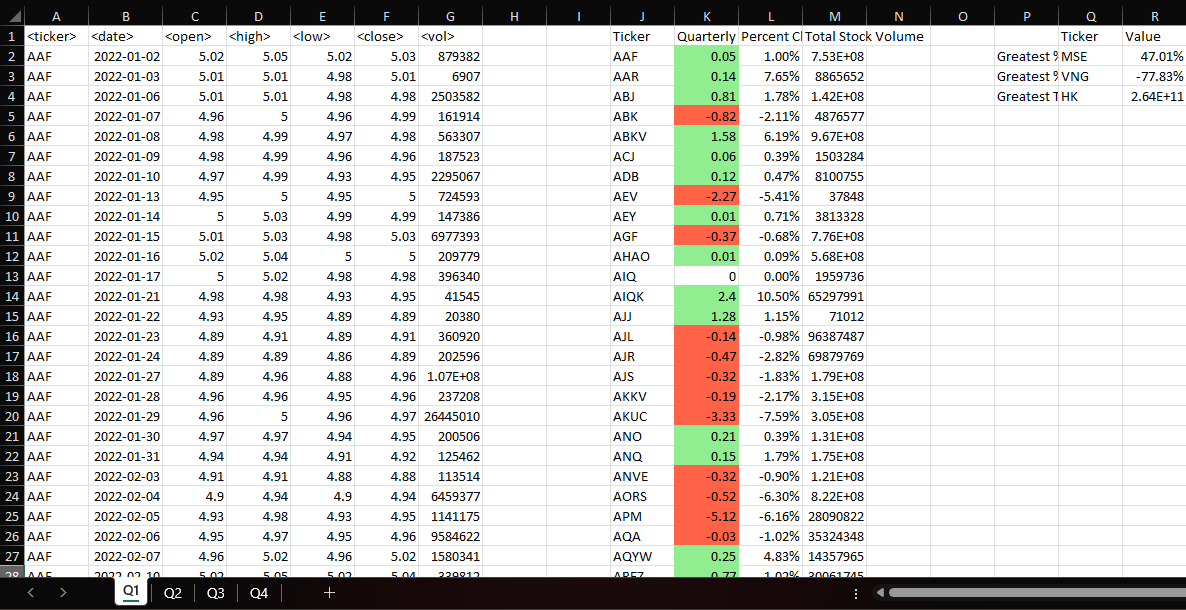 A B C D E F G H I J K L M N O P Q R
1 <ticker> <date> <open> <high> <low> <close> <vol> Ticker Quarterly Percent Cl Total Stock Volume Ticker Value
2 AAF 2022-01-02 5.02 5.05 5.02 5.03 879382 AAF 0.05 1.00% 7.53E+08 Greatest % MSE 47.01%
3 AAF 2022-01-03 5.01 5.01 4.98 5.01 6907 AAR 0.14 7.65% 8865652 Greatest % VNG -77.83%
4 AAF 2022-01-06 5.01 5.01 4.98 4.98 2503582 ABJ 0.81 1.78% 1.42E+08 Greatest T HK 2.64E+11
5 AAF 2022-01-07 4.96 5 4.96 4.99 161914 ABK -0.82 -2.11% 4876577
6 AAF 2022-01-08 4.98 4.99 4.97 4.98 563307 ABKV 1.58 6.19% 9.67E+08
7 AAF 2022-01-09 4.98 4.99 4.96 4.96 187523 ACJ 0.06 0.39% 1503284
8 AAF 2022-01-10 4.97 4.99 4.93 4.95 2295067 ADB 0.12 0.47% 8100755
9 AAF 2022-01-13 4.95 5 4.95 5 724593 AEV -2.27 -5.41% 37848
10 AAF 2022-01-14 5 5.03 4.99 4.99 147386 AEY 0.01 0.71% 3813328
11 AAF 2022-01-15 5.01 5.03 4.98 5.03 6977393 AGF -0.37 -0.68% 7.76E+08
12 AAF 2022-01-16 5.02 5.04 5 5 209779 AHAO 0.01 0.09% 5.68E+08
13 AAF 2022-01-17 5 5.02 4.98 4.98 396340 AIQ 0 0.00% 1959736
14 AAF 2022-01-21 4.98 4.98 4.93 4.95 41545 AIQK 2.4 10.50% 65297991
15 AAF 2022-01-22 4.93 4.95 4.89 4.89 20380 AJJ 1.28 1.15% 71012
16 AAF 2022-01-23 4.89 4.91 4.89 4.91 360920 AJL -0.14 -0.98% 96387487
17 AAF 2022-01-24 4.89 4.89 4.86 4.89 202596 AJR -0.47 -2.82% 69879769
18 AAF 2022-01-27 4.89 4.96 4.88 4.96 1.07E+08 AJS -0.32 -1.83% 1.79E+08
19 AAF 2022-01-28 4.96 4.96 4.95 4.96 237208 AKKV -0.19 -2.17% 3.15E+08
20 AAF 2022-01-29 4.96 5 4.96 4.97 26445010 AKUC -3.33 -7.59% 3.05E+08
21 AAF 2022-01-30 4.97 4.97 4.94 4.95 200506 ANO 0.21 0.39% 1.31E+08
22 AAF 2022-01-31 4.94 4.94 4.91 4.92 125462 ANQ 0.15 1.79% 1.75E+08
23 AAF 2022-02-03 4.91 4.91 4.88 4.88 113514 ANVE -0.32 -0.90% 1.21E+08
24 AAF 2022-02-04 4.9 4.94 4.9 4.94 6459377 AORS -0.52 -6.30% 8.22E+08
25 AAF 2022-02-05 4.93 4.98 4.93 4.95 1141175 APM -5.12 -6.16% 28090822
26 AAF 2022-02-06 4.95 4.97 4.95 4.96 9584622 AQA -0.03 -1.02% 35324348
27 AAF 2022-02-07 4.96 5.02 4.96 5.02 1580341 AQYW 0.25 4.83% 14357965
28 AAF 2022-02-10 5.02 5.05 5.02 5.04
Q1 Q2 Q3 Q4